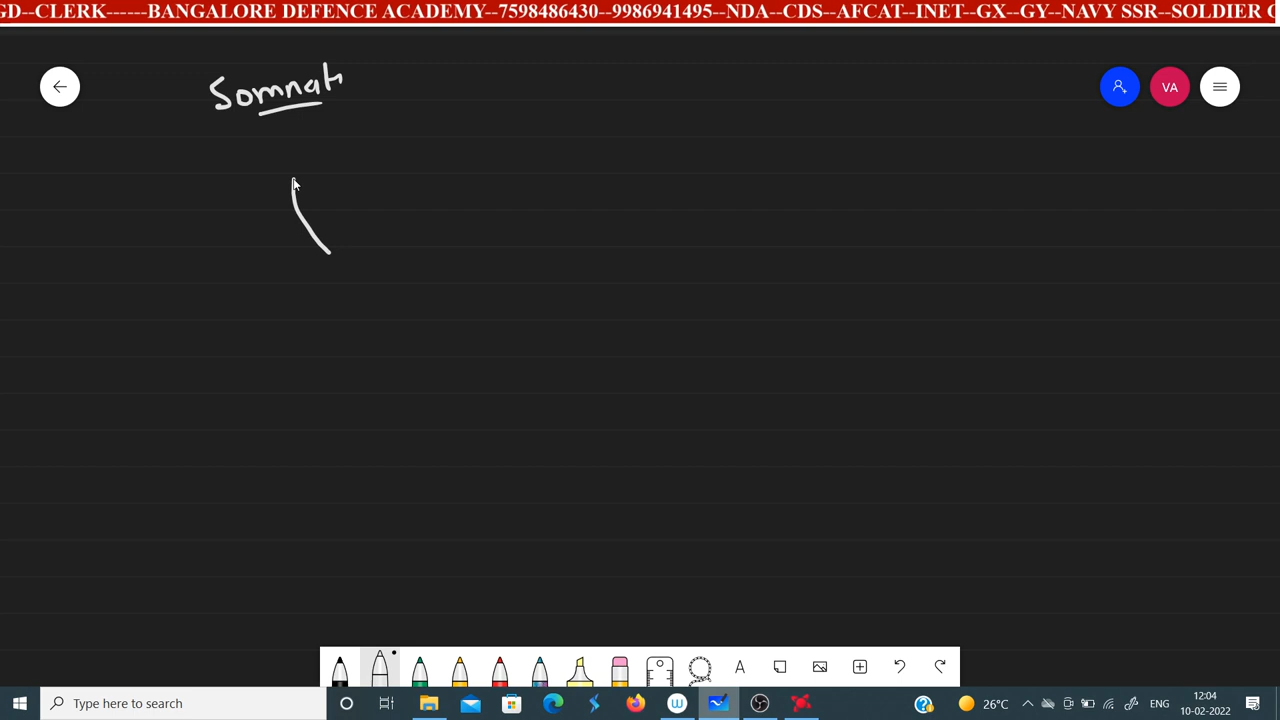 GD--CLERK------BANGALORE DEFENCE ACADEMY--7598486430--9986941495--NDA--CDS--AFCAT--INET--GX--GY--NAVY SSR--SOLDIER
Somnath
VA
A
Type here to search
26°C
ENG
12:04
10-02-2022